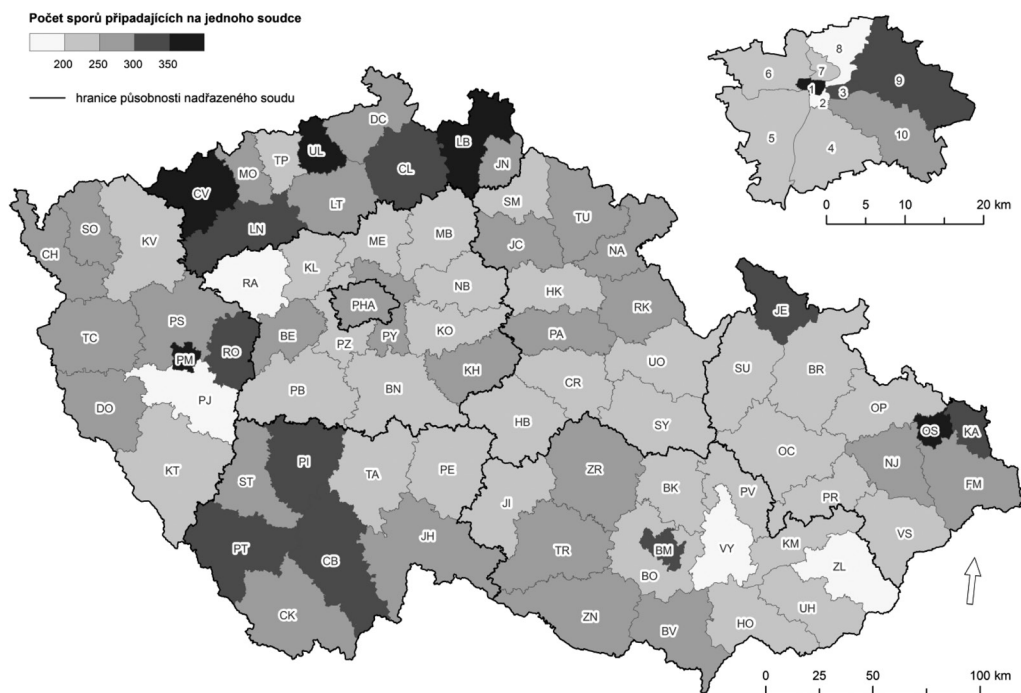 Počet sporů připadajících na jednoho soudce
200 250 300 350
hranice působnosti nadřazeného soudu
8
6 7 9
1 3
2
5 4 10
0 10 20 km
DC
UL LB
TP CL JN
MO
CV LT SM
LN TU
SO ME MB JC NA
KV
CH KL
RA NB HK
PHA RK JE
PS
TC BE KO PA
RO PZ PY
PM UO SU BR
KH
PJ CR
DO PB BN OP
HB SY OS KA
OC
KT PI NJ
TA PE ZR FM
ST BK PV
JI PR
VS
PT JH TR BM VY KM
CB ZL
BO
UH
CK ZN HO
BV
0 25 50 100 km